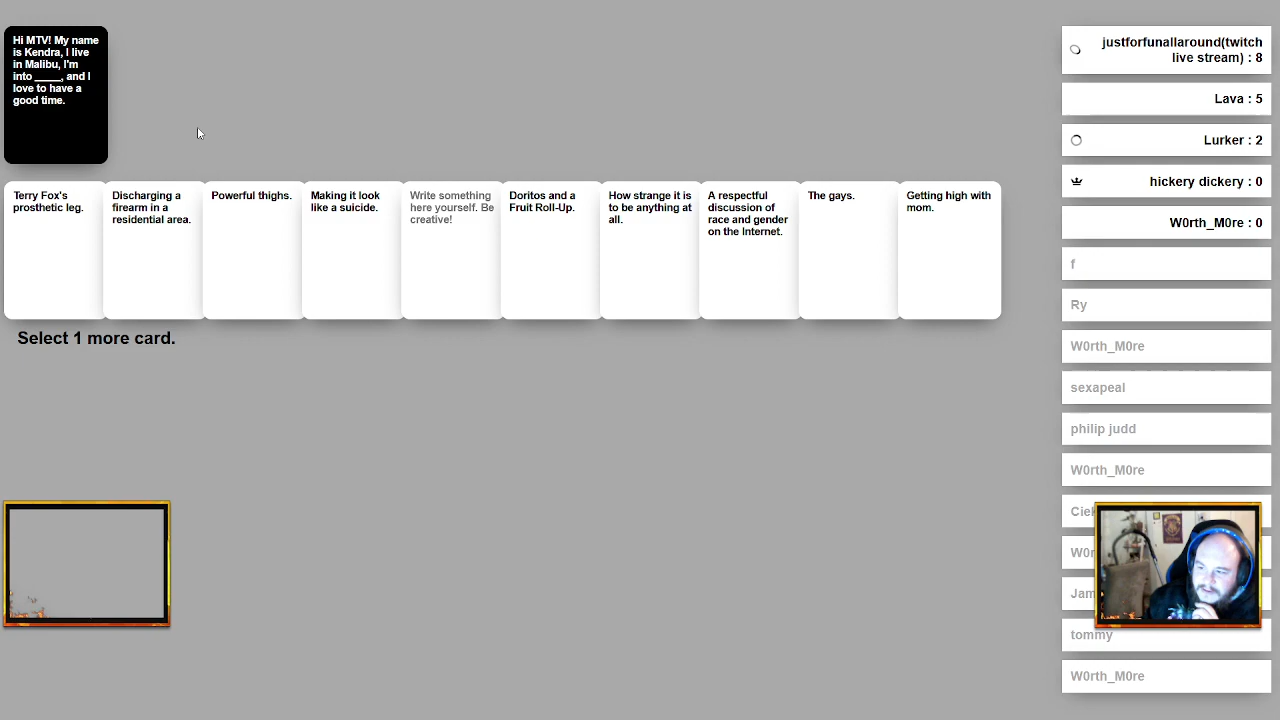 Hi MTV! My name
is Kendra, I live
in Malibu, I'm
into _____, and I
love to have a
good time.
Terry Fox's
prosthetic leg.
Discharging a
firearm in a
residential area.
Powerful thighs.
Making it look
like a suicide.
Write something
here yourself. Be
creative!
Doritos and a
Fruit Roll-Up.
How strange it is
to be anything at
all.
A respectful
discussion of
race and gender
on the Internet.
The gays.
Getting high with
mom.
Select 1 more card.
justforfunallaround(twitch
live stream) : 8
Lava : 5
Lurker : 2
hickery dickery : 0
W0rth_M0re : 0
f
Ry
W0rth_M0re
sexapeal
philip judd
W0rth_M0re
tommy
W0rth_M0re